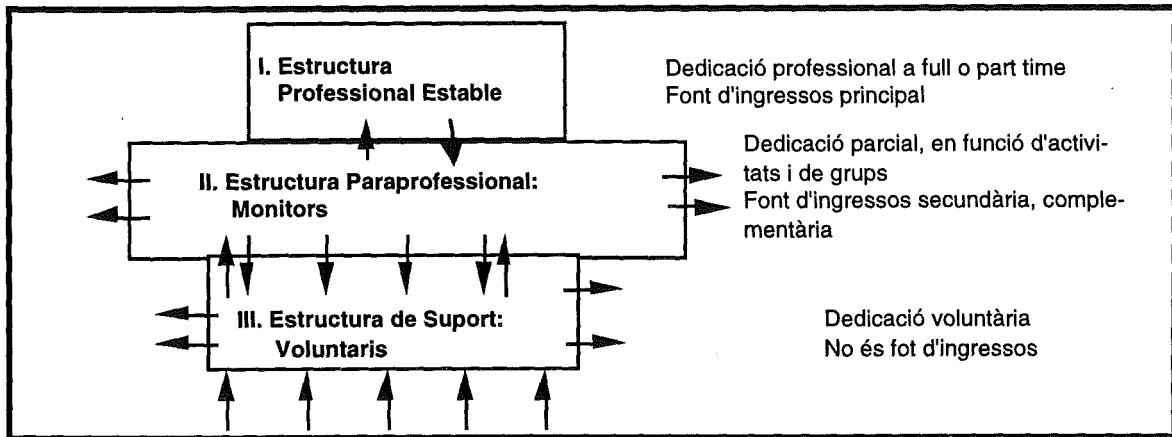 I. Estructura
Professional Estable
Dedicació professional a full o part time
Font d'ingressos principal
II. Estructura Paraprofessional:
Monitors
Dedicació parcial, en funció d'activi-
tats i de grups
Font d'ingressos secundària, comple-
mentària
III. Estructura de Suport:
Voluntaris
Dedicació voluntària
No és fot d'ingressos